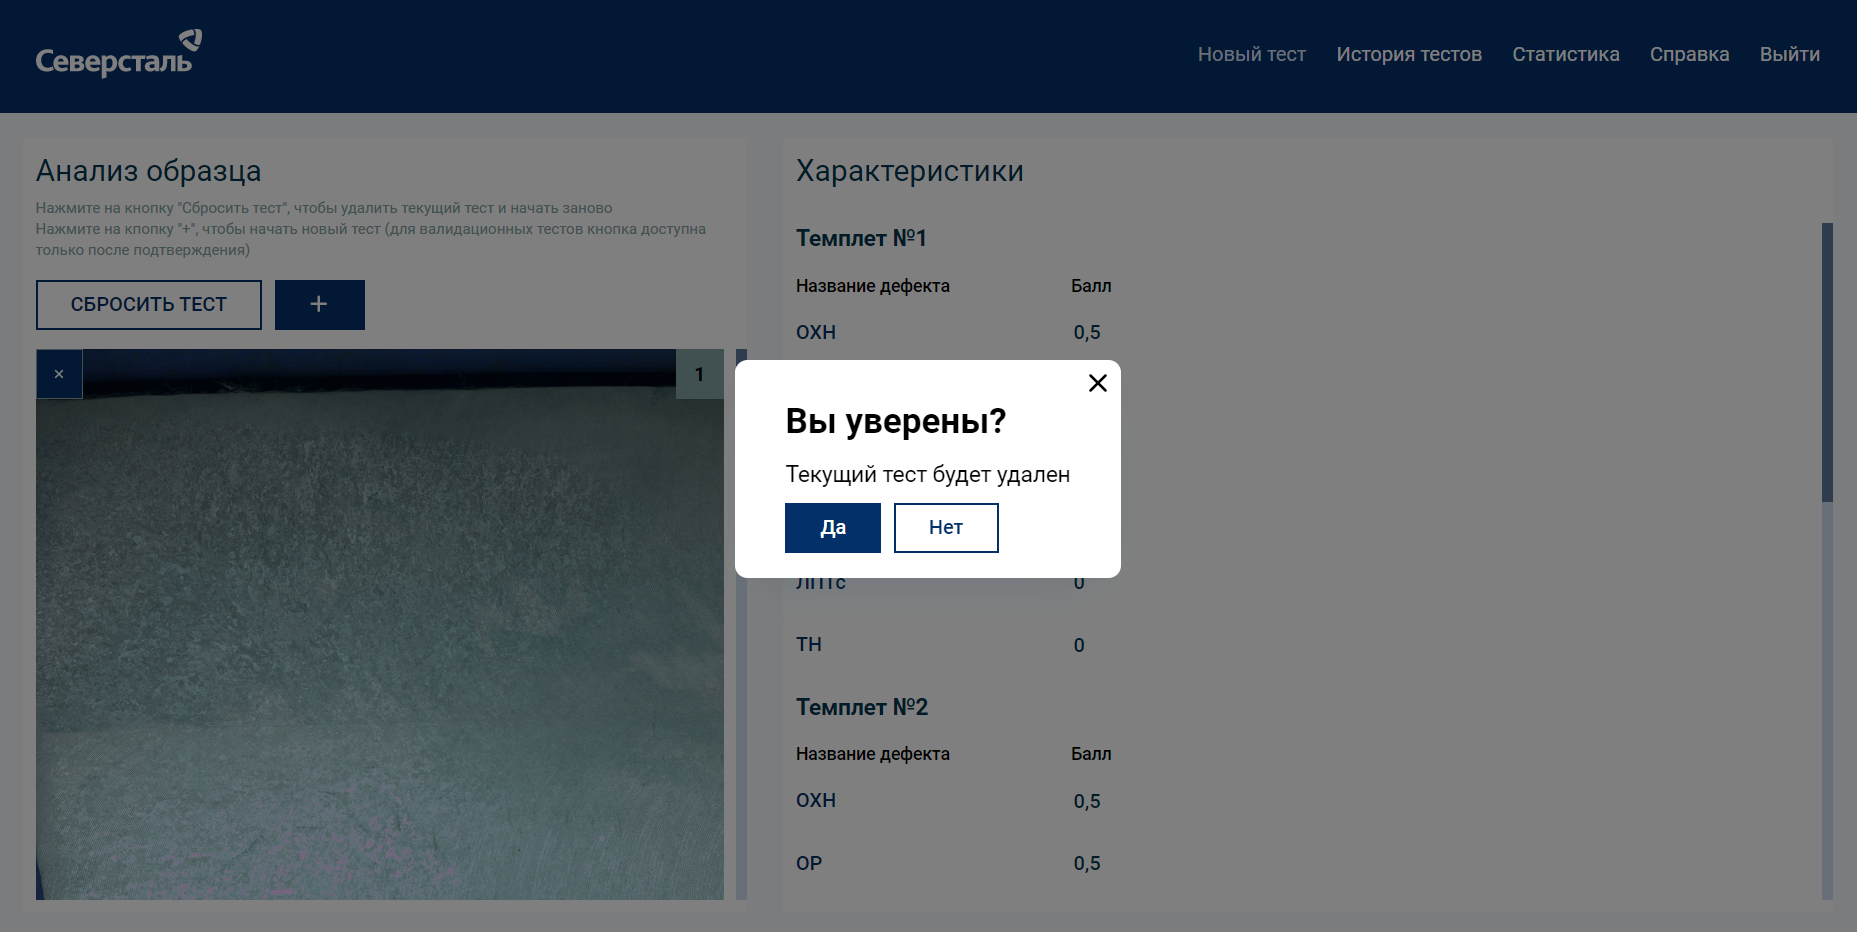 Северсталь
Новый тест История тестов Статистика Справка Выйти
Анализ образца
Нажмите на кнопку "Сбросить тест", чтобы удалить текущий тест и начать заново
Нажмите на кпопку "+", чтобы начать новый тест (для валидационных тестов кнопка доступна
только после подтверждения)
СБРОСИТЬ ТЕСТ +
× 1
Характеристики
Темплет №1
Название дефекта Балл
ОХН 0,5
Вы уверены?
Текущий тест будет удален
Да Нет
ЛПТс 0
ТН 0
Темплет №2
Название дефекта Балл
ОХН 0,5
ОР 0,5